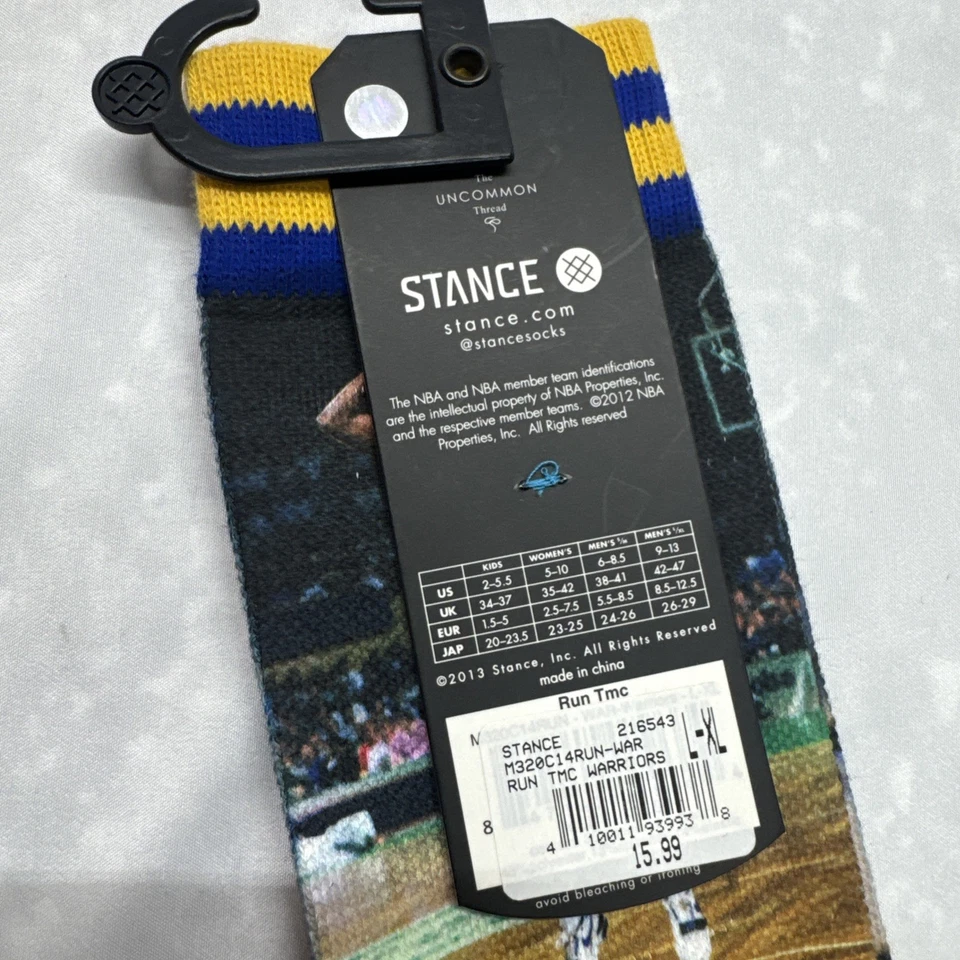 The
UNCOMMON
Thread
STANCE
stance.com
@stancesocks
The NBA and NBA member team identifications
are the intellectual property of NBA Properties, Inc.
and the respective member teams. ©2012 NBA
Properties, Inc. All Rights reserved
KIDS WOMEN'S MEN'S S/M MEN'S L/XL
US 2–5.5 5–10 6–8.5 9–13
UK 34–37 35–42 38–41 42–47
EUR 1.5–5 2.5–7.5 5.5–8.5 8.5–12.5
JAP 20–23.5 23-25 24-26 26-29
©2013 Stance, Inc. All Rights Reserved
made in china
Run Tmc
STANCE 216543
M320C14RUN-WAR
RUN TMC WARRIORS L-XL
8
4 10011 93993 8
15.99
avoid bleaching or ironing